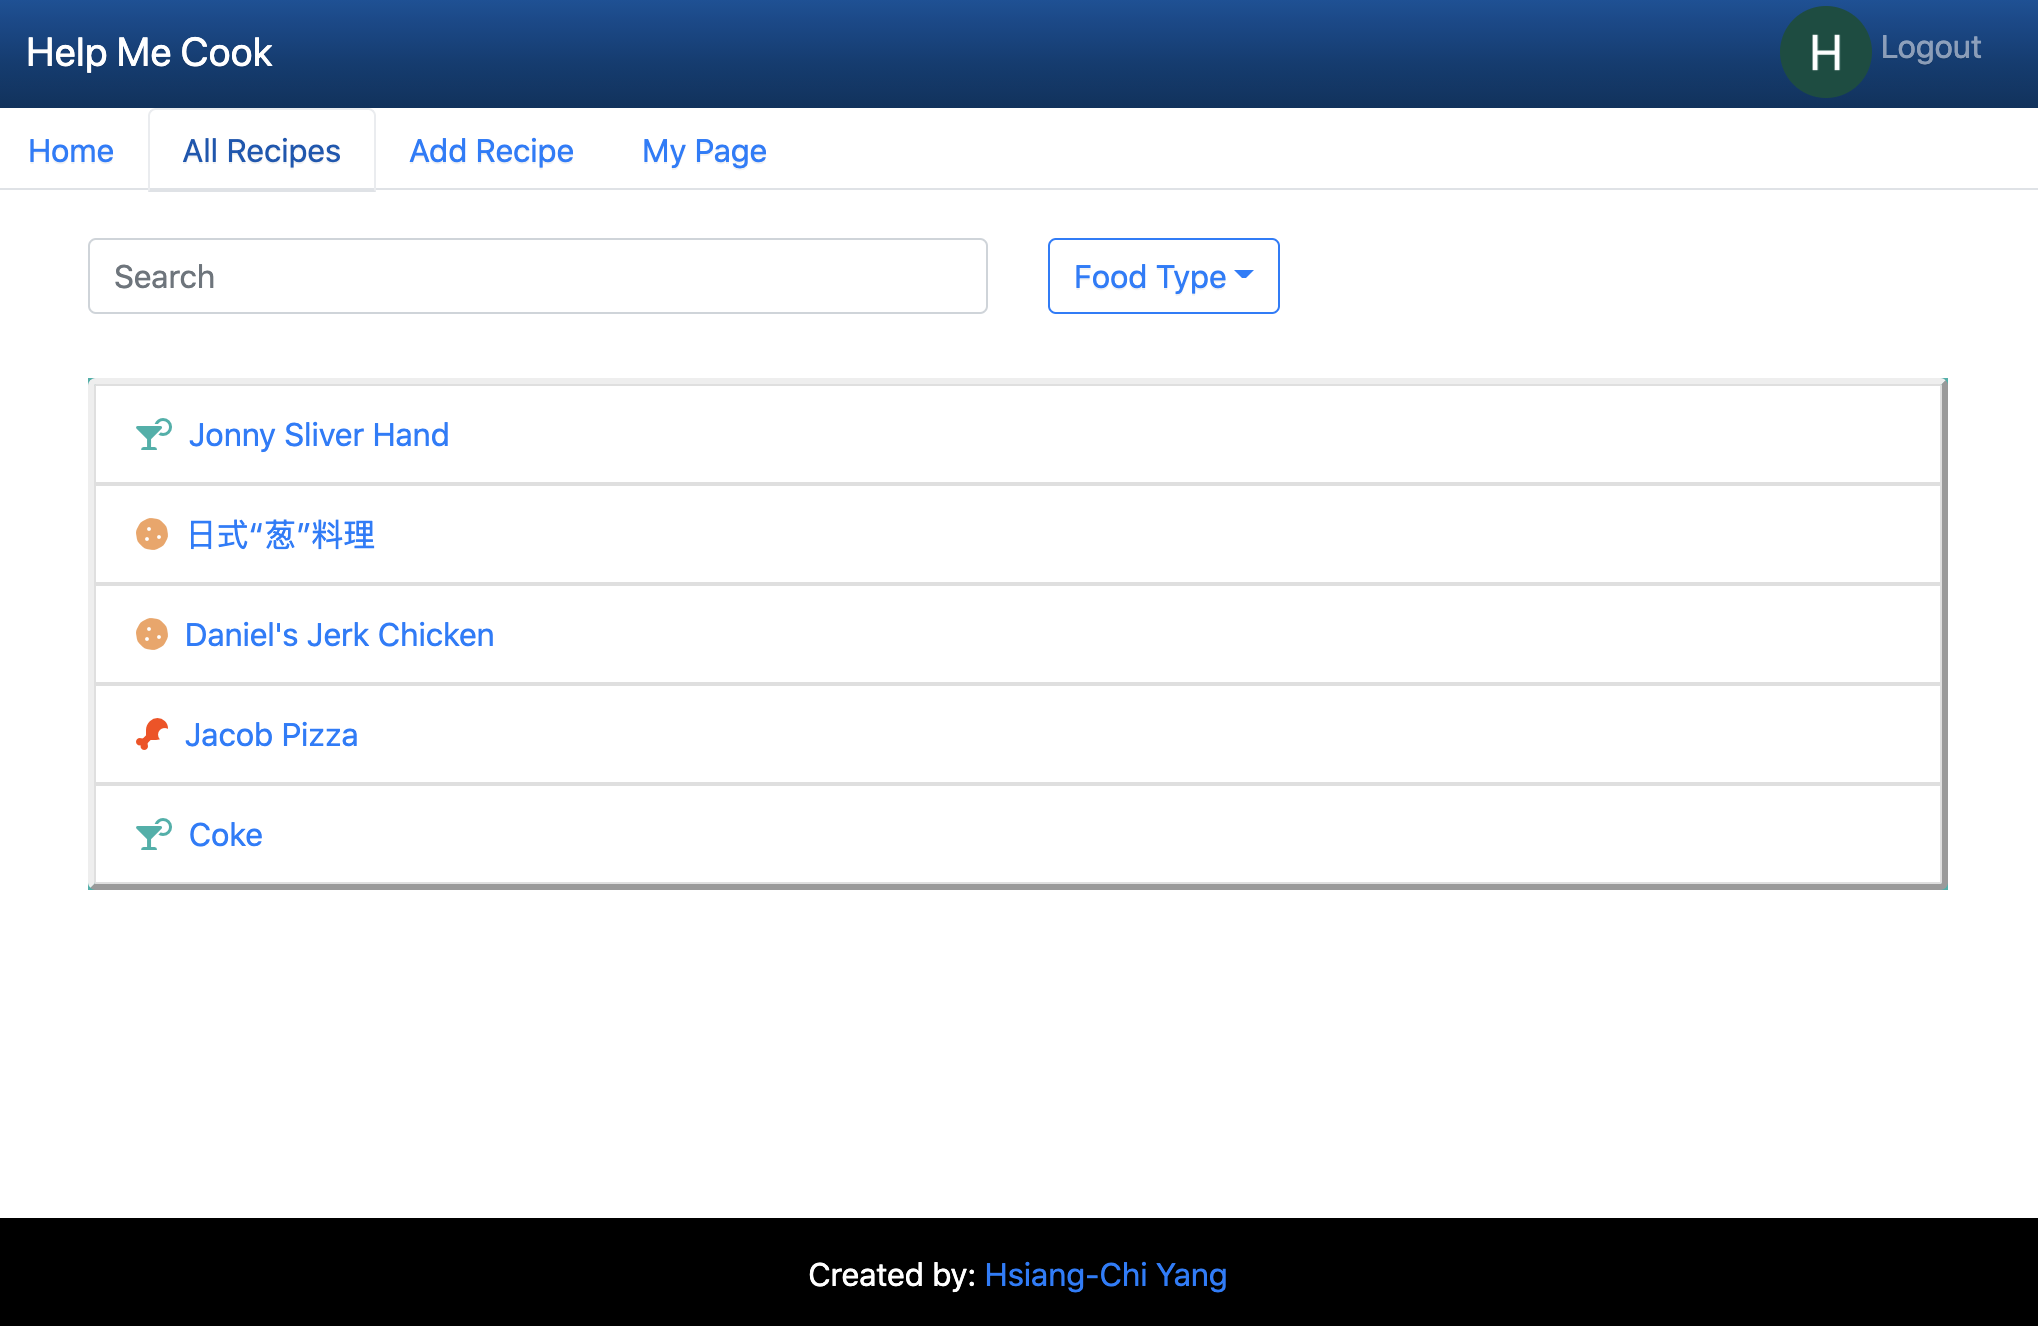 Help Me Cook
H Logout
Home All Recipes Add Recipe My Page
Search Food Type
Jonny Sliver Hand
日式“葱”料理
Daniel's Jerk Chicken
Jacob Pizza
Coke
Created by: Hsiang-Chi Yang